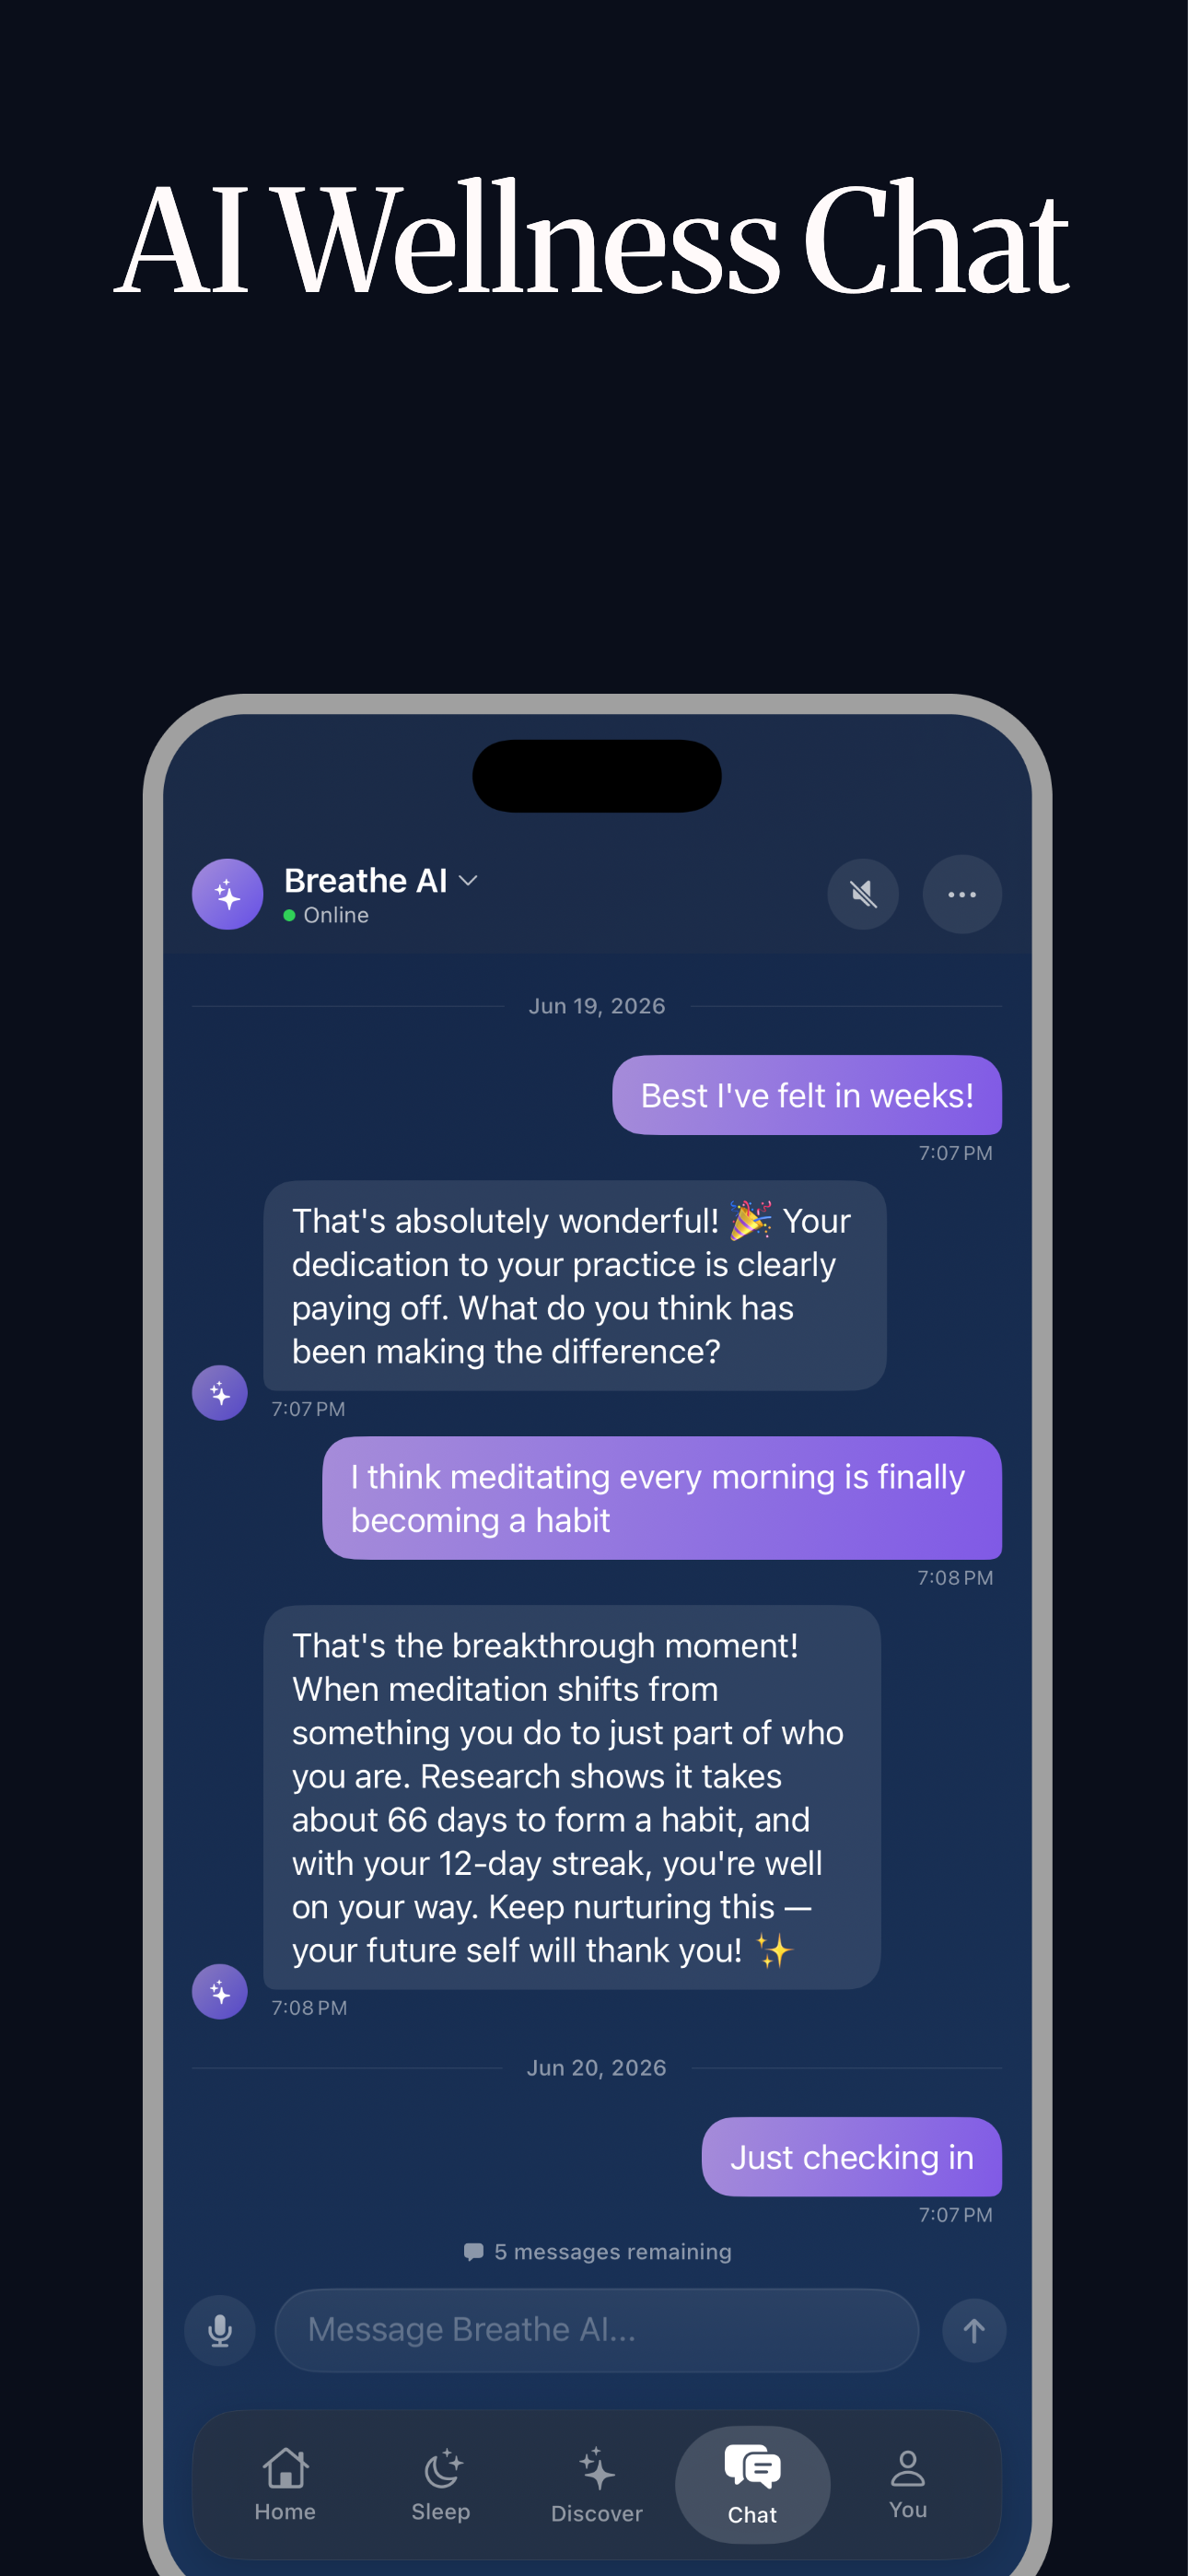 AI Wellness Chat
Breathe AI
Online
Jun 19, 2026
Best I've felt in weeks!
7:07 PM
That's absolutely wonderful! 🎉 Your
dedication to your practice is clearly
paying off. What do you think has
been making the difference?
7:07 PM
I think meditating every morning is finally
becoming a habit
7:08 PM
That's the breakthrough moment!
When meditation shifts from
something you do to just part of who
you are. Research shows it takes
about 66 days to form a habit, and
with your 12-day streak, you're well
on your way. Keep nurturing this —
your future self will thank you! ✨
7:08 PM
Jun 20, 2026
Just checking in
7:07 PM
5 messages remaining
Message Breathe AI...
Home
Sleep
Discover
Chat
You